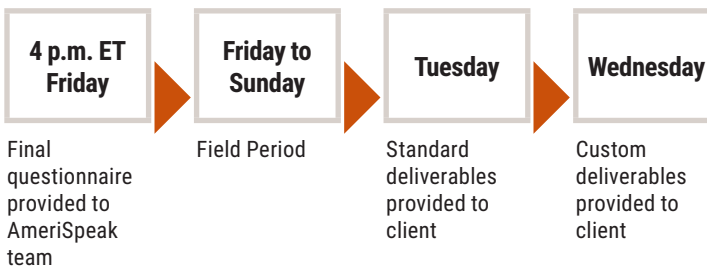 4 p.m. ET
Friday
Final
questionnaire
provided to
AmeriSpeak
team
Friday to
Sunday
Field Period
Tuesday
Standard
deliverables
provided to
client
Wednesday
Custom
deliverables
provided to
client